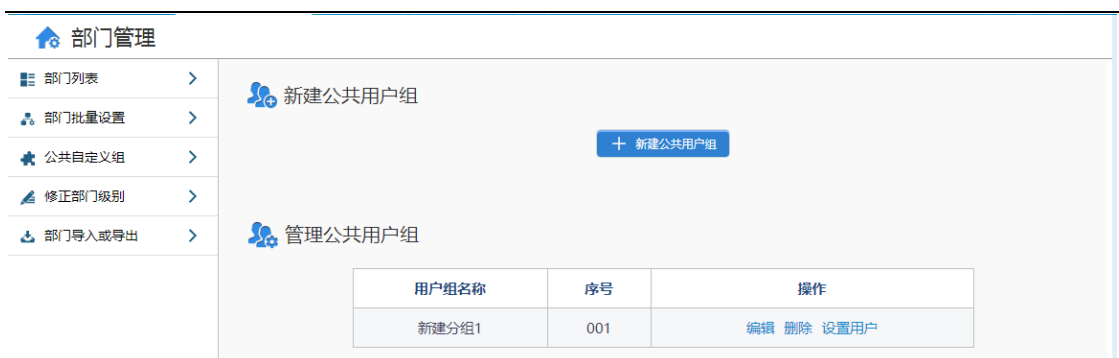 部门管理
部门列表
部门批量设置
公共自定义组
修正部门级别
部门导入或导出
新建公共用户组
新建公共用户组
管理公共用户组
用户组名称 序号 操作
新建分组1 001 编辑 删除 设置用户